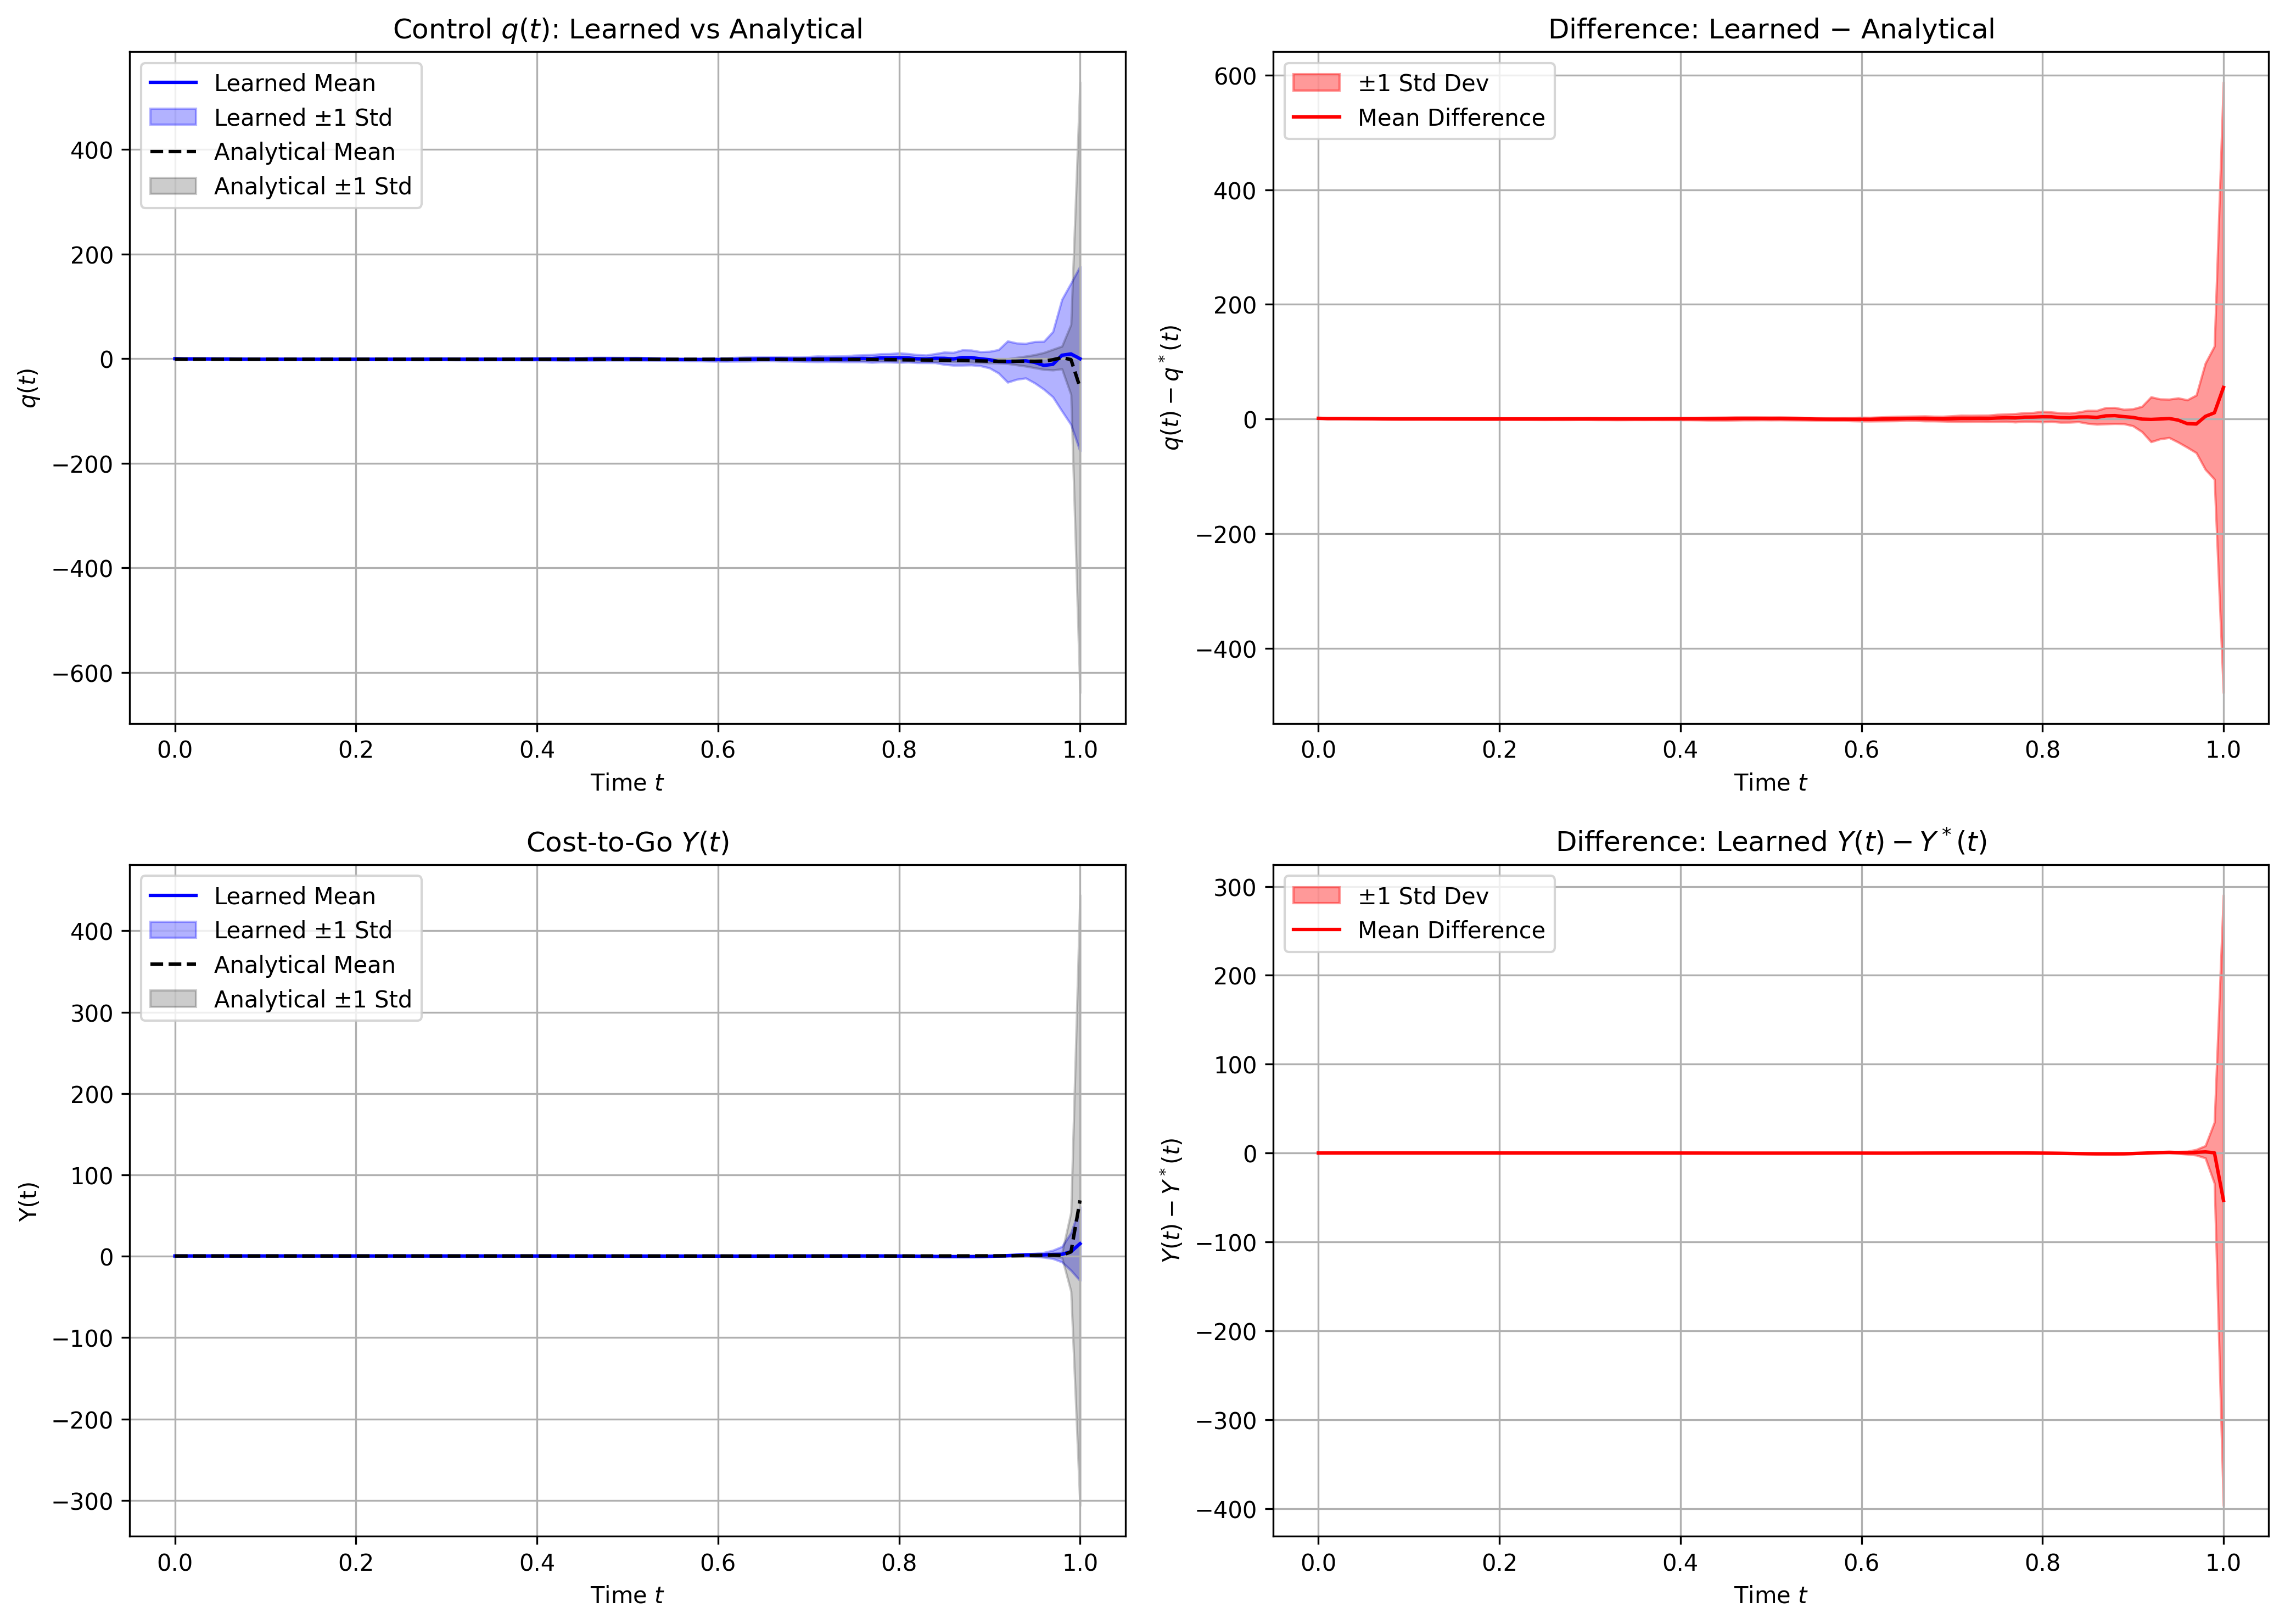 Control q(t): Learned vs Analytical
Learned Mean
Learned ±1 Std
Analytical Mean
Analytical ±1 Std
400
200
0
−200
−400
−600
q(t)
0.0 0.2 0.4 0.6 0.8 1.0
Time t
Difference: Learned − Analytical
±1 Std Dev
Mean Difference
600
400
200
0
−200
−400
q(t) − q*(t)
0.0 0.2 0.4 0.6 0.8 1.0
Time t
Cost-to-Go Y(t)
Learned Mean
Learned ±1 Std
Analytical Mean
Analytical ±1 Std
400
300
200
100
0
−100
−200
−300
Y(t)
0.0 0.2 0.4 0.6 0.8 1.0
Time t
Difference: Learned Y(t) − Y*(t)
±1 Std Dev
Mean Difference
300
200
100
0
−100
−200
−300
−400
Y(t) − Y*(t)
0.0 0.2 0.4 0.6 0.8 1.0
Time t